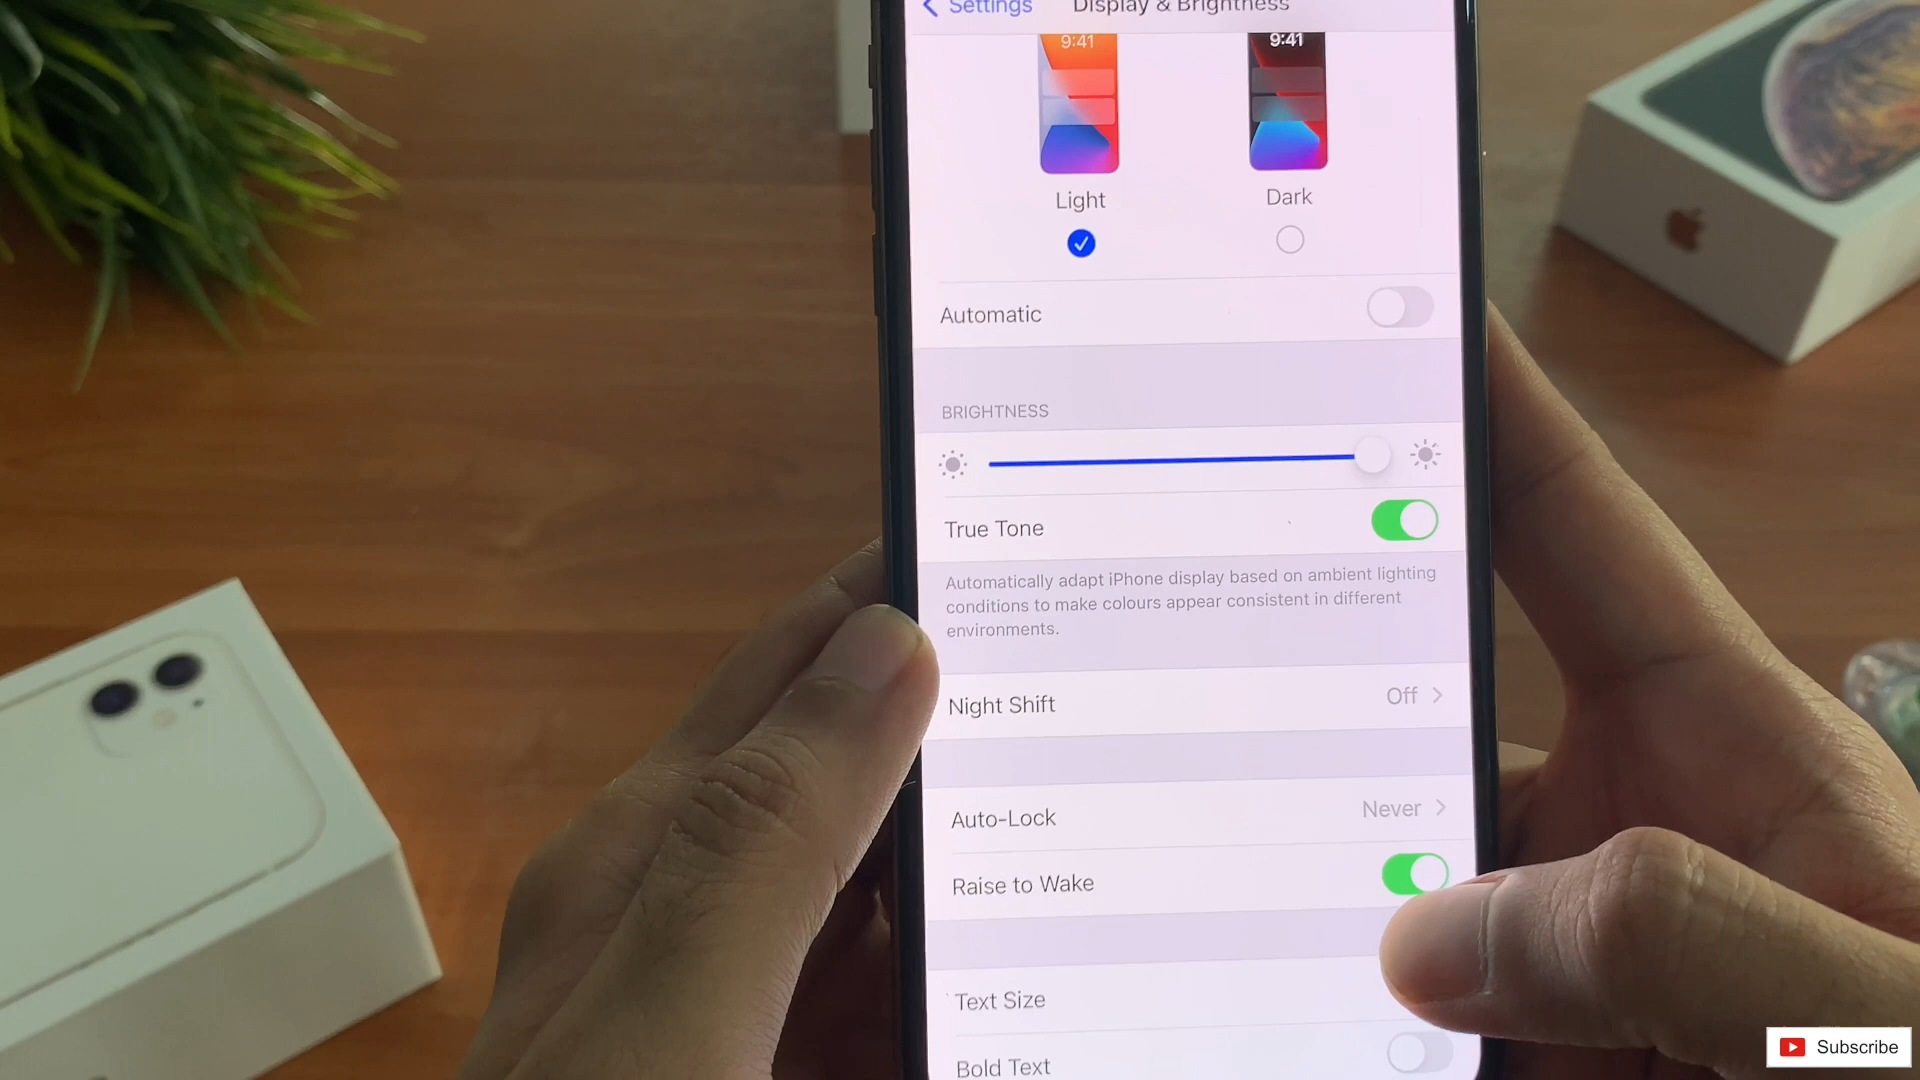 Settings
Display & Brightness
9:41
9:41
Light
Dark
Automatic
BRIGHTNESS
True Tone
Automatically adapt iPhone display based on ambient lighting
conditions to make colours appear consistent in different
environments.
Night Shift
Off
Auto-Lock
Never
Raise to Wake
Text Size
Bold Text
Subscribe